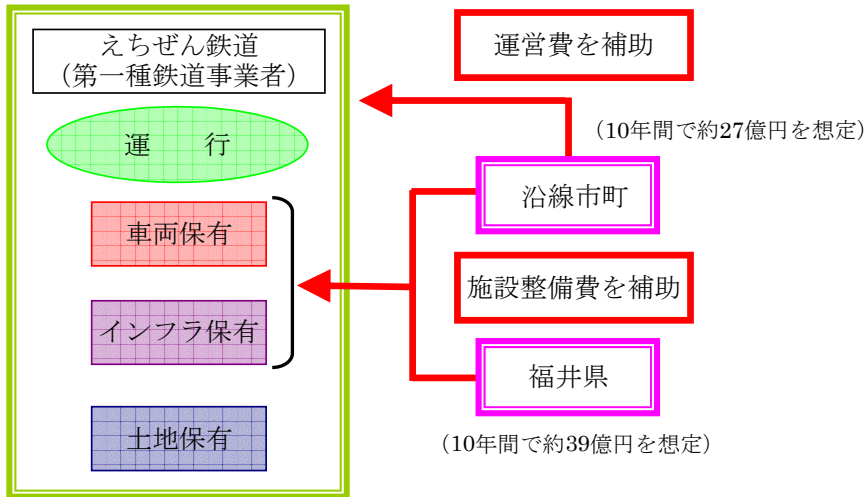 えちぜん鉄道
（第一種鉄道事業者）
運　　行
車両保有
インフラ保有
土地保有
運営費を補助
（10年間で約27億円を想定）
沿線市町
施設整備費を補助
福井県
（10年間で約39億円を想定）